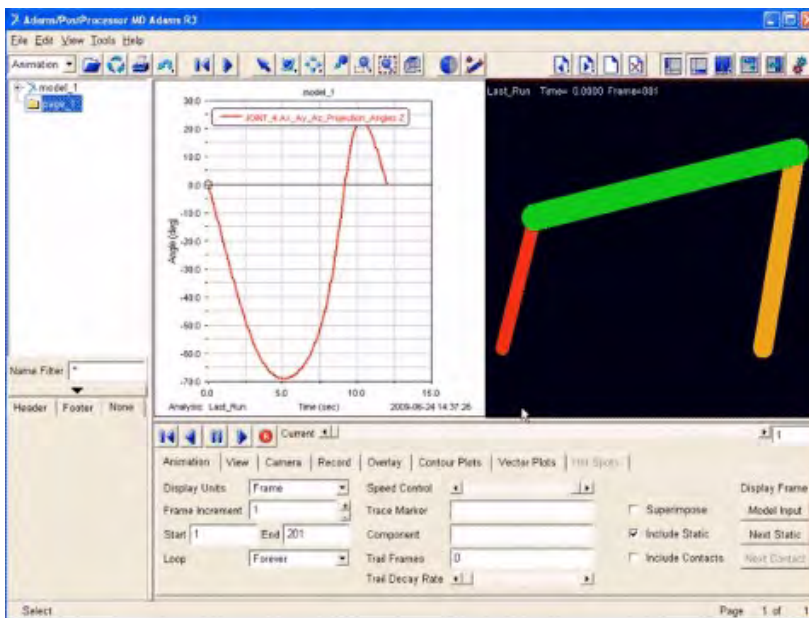 Adams/PostProcessor MD Adams R3
File Edit View Tools Help
Animation
model_1
page_1
model_1
JOINT_4.Ax_Ay_Az_Projection_Angles.Z
30.0
20.0
10.0
0.0
-10.0
-20.0
-30.0
-40.0
-50.0
-60.0
-70.0
Angle (deg)
0.0 5.0 10.0 15.0
Analysis: Last_Run Time (sec) 2009-06-24 14:37:26
Last_Run Time= 0.0000 Frame=001
Name Filter *
Header Footer None
Current 1
Animation View Camera Record Overlay Contour Plots Vector Plots Hot Spots
Display Units Frame Speed Control Display Frame
Frame Increment 1 Trace Marker Superimpose Model Input
Start 1 End 201 Component Include Static Next Static
Loop Forever Trail Frames 0 Include Contacts Next Contact
Trail Decay Rate
Select Page 1 of 1